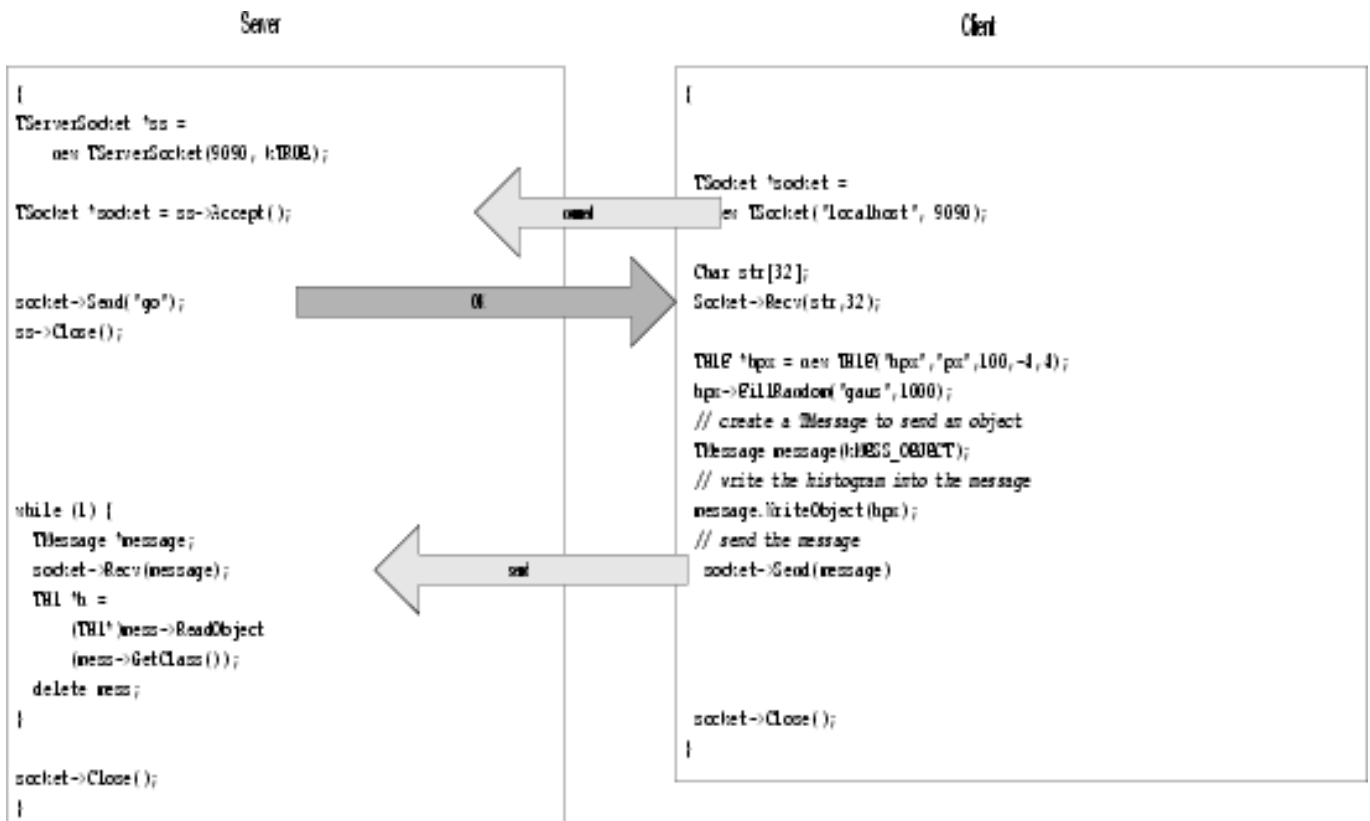 Server
{
TServerSocket *ss =
new TServerSocket(9090, kTRUE);
TSocket *socket = ss->Accept();
socket->Send("go");
ss->Close();
while (1) {
TMessage *message;
socket->Recv(message);
TH1 *h =
(TH1*)mess->ReadObject
(mess->GetClass());
delete mess;
}
socket->Close();
}
connect
OK
send
Client
{
TSocket *socket =
TSocket("localhost", 9090);
Char str[32];
Socket->Recv(str,32);
TH1F *hpx = new TH1F("hpx","px",100,-4,4);
hpx->FillRandom("gaus",1000);
// create a TMessage to send an object
TMessage message(kMESS_OBJECT);
// write the histogram into the message
message.WriteObject(hpx);
// send the message
socket->Send(message)
socket->Close();
}